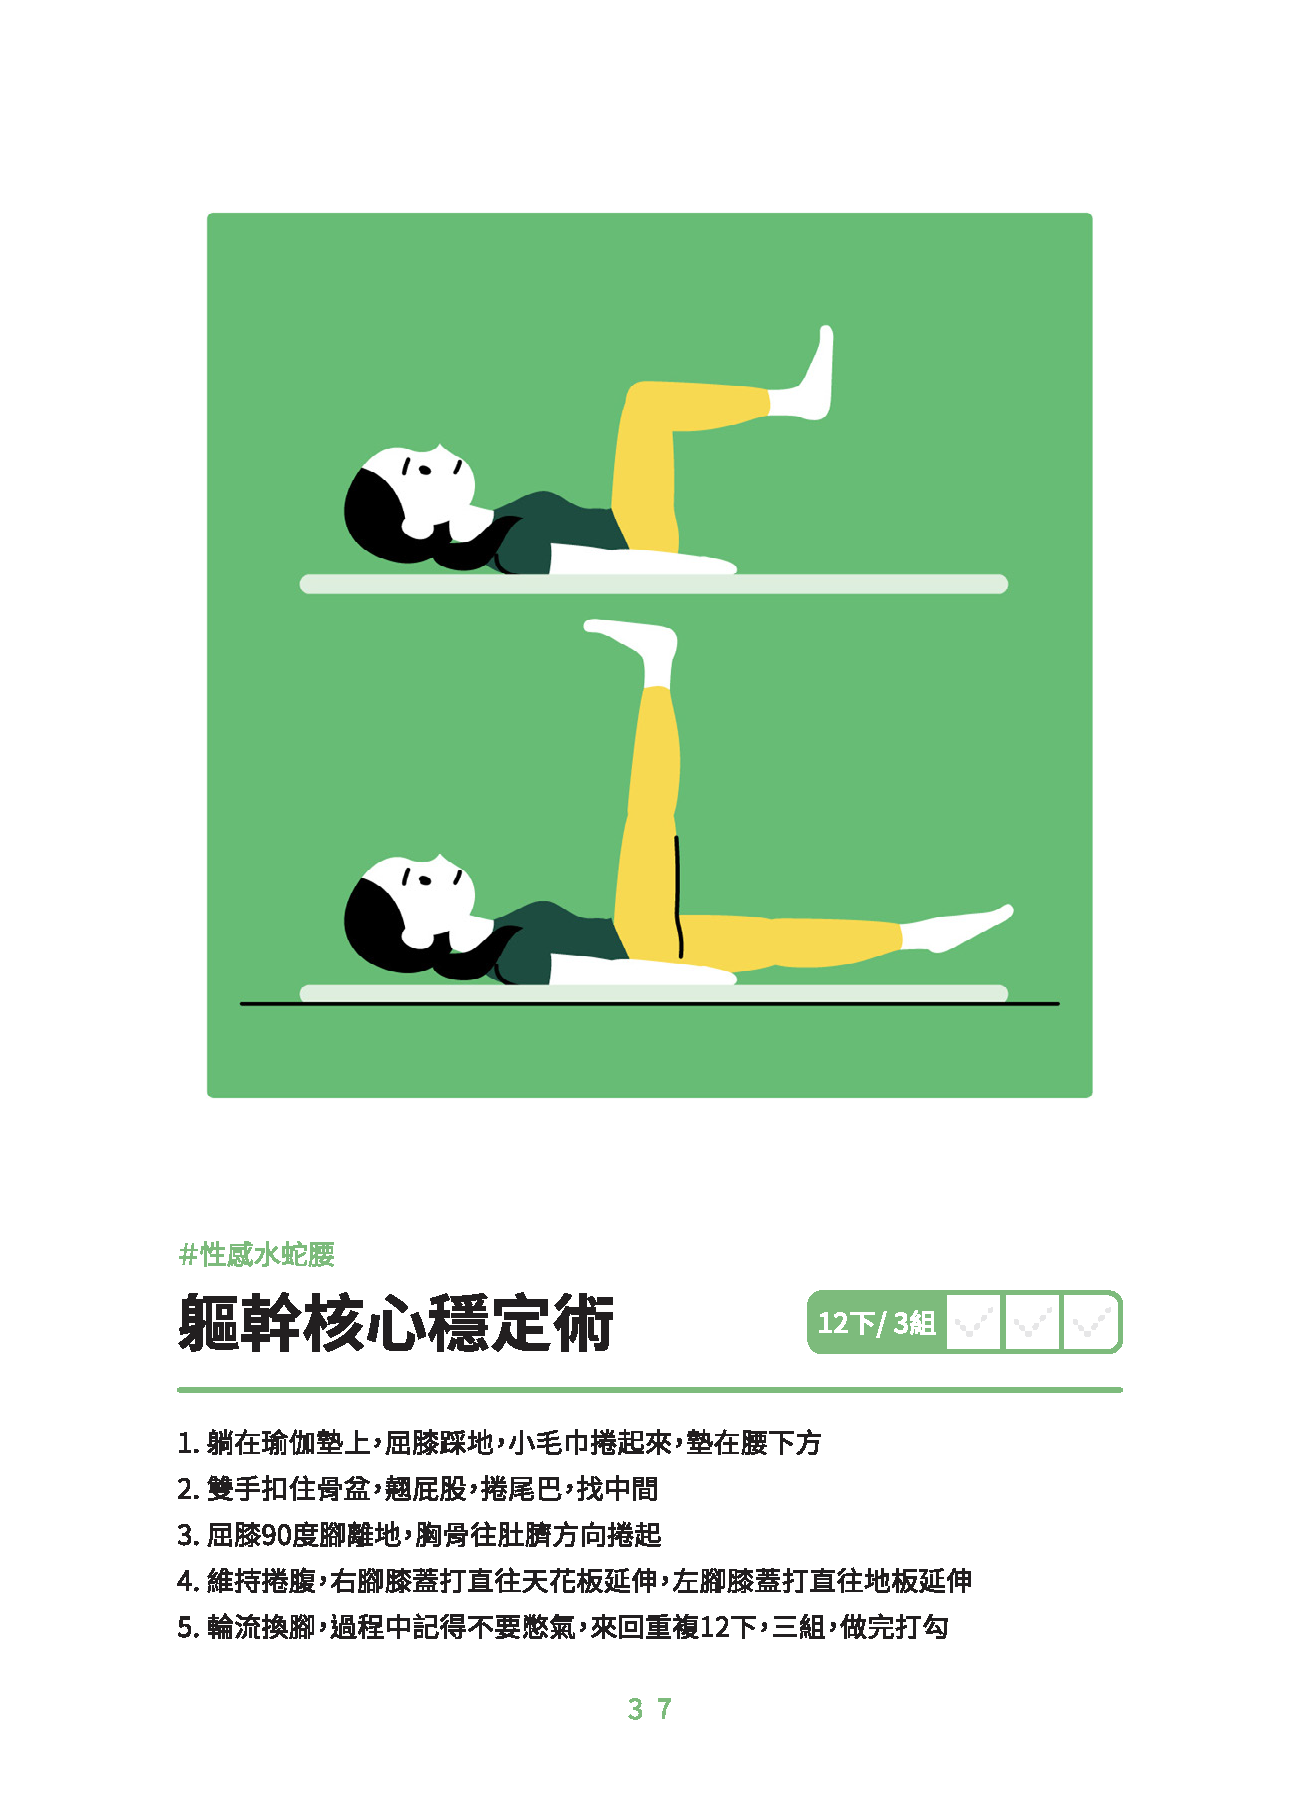 #性感水蛇腰
軀幹核心穩定術
12下/ 3組
1. 躺在瑜伽墊上，屈膝踩地，小毛巾捲起來，墊在腰下方
2. 雙手扣住骨盆，翹屁股，捲尾巴，找中間
3. 屈膝90度腳離地，胸骨往肚臍方向捲起
4. 維持捲腹，右腳膝蓋打直往天花板延伸，左腳膝蓋打直往地板延伸
5. 輪流換腳，過程中記得不要憋氣，來回重複12下，三組，做完打勾
37